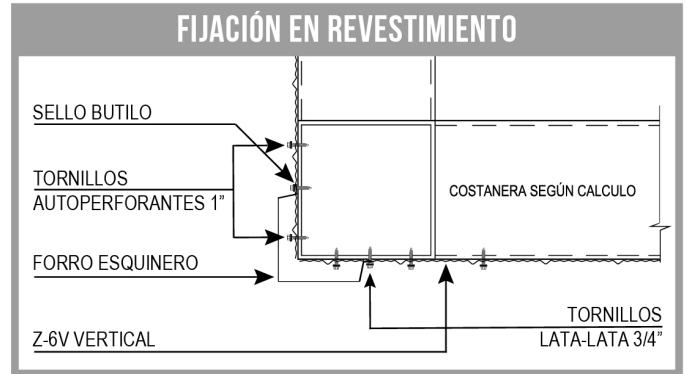 FIJACIÓN EN REVESTIMIENTO
SELLO BUTILO
TORNILLOS
AUTOPERFORANTES 1"
FORRO ESQUINERO
Z-6V VERTICAL
COSTANERA SEGÚN CALCULO
TORNILLOS
LATA-LATA 3/4"